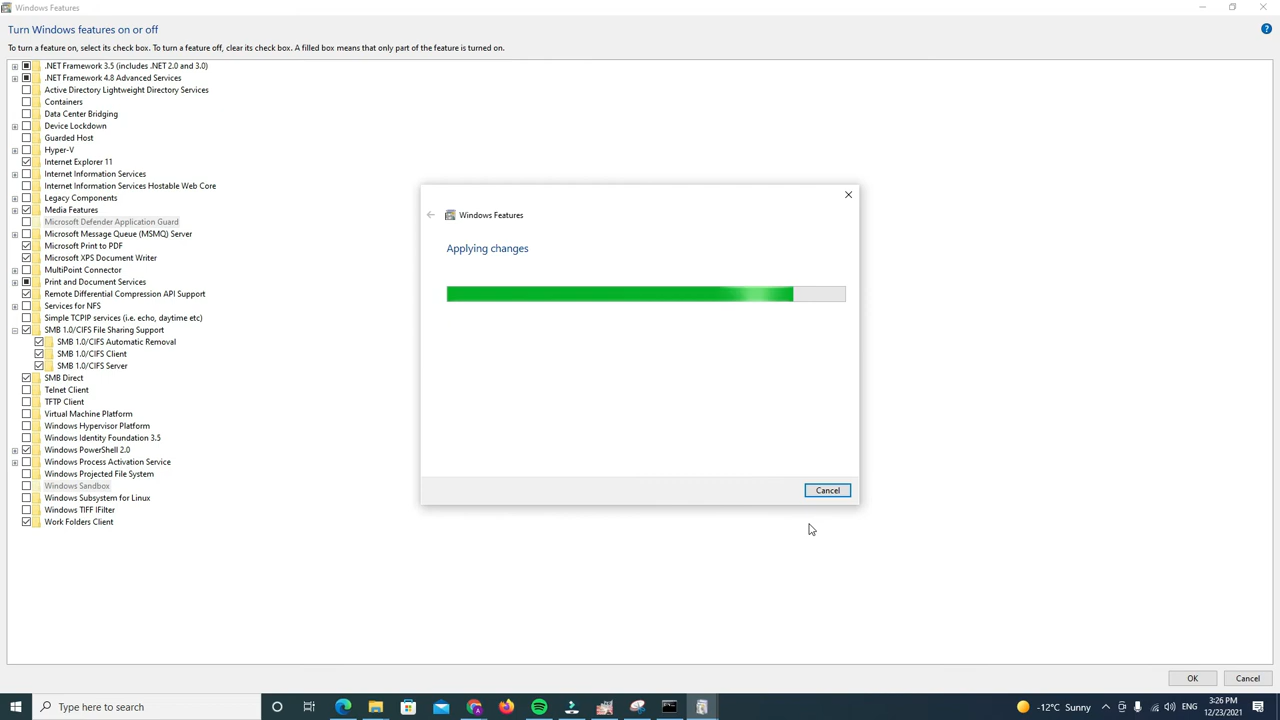 Windows Features
Turn Windows features on or off
To turn a feature on, select its check box. To turn a feature off, clear its check box. A filled box means that only part of the feature is turned on.
.NET Framework 3.5 (includes .NET 2.0 and 3.0)
.NET Framework 4.8 Advanced Services
Active Directory Lightweight Directory Services
Containers
Data Center Bridging
Device Lockdown
Guarded Host
Hyper-V
Internet Explorer 11
Internet Information Services
Internet Information Services Hostable Web Core
Legacy Components
Media Features
Microsoft Defender Application Guard
Microsoft Message Queue (MSMQ) Server
Microsoft Print to PDF
Microsoft XPS Document Writer
MultiPoint Connector
Print and Document Services
Remote Differential Compression API Support
Services for NFS
Simple TCPIP services (i.e. echo, daytime etc)
SMB 1.0/CIFS File Sharing Support
SMB 1.0/CIFS Automatic Removal
SMB 1.0/CIFS Client
SMB 1.0/CIFS Server
SMB Direct
Telnet Client
TFTP Client
Virtual Machine Platform
Windows Hypervisor Platform
Windows Identity Foundation 3.5
Windows PowerShell 2.0
Windows Process Activation Service
Windows Projected File System
Windows Sandbox
Windows Subsystem for Linux
Windows TIFF IFilter
Work Folders Client
Windows Features
Applying changes
Cancel
OK
Cancel
Type here to search
-12°C Sunny
ENG
3:26 PM
12/23/2021